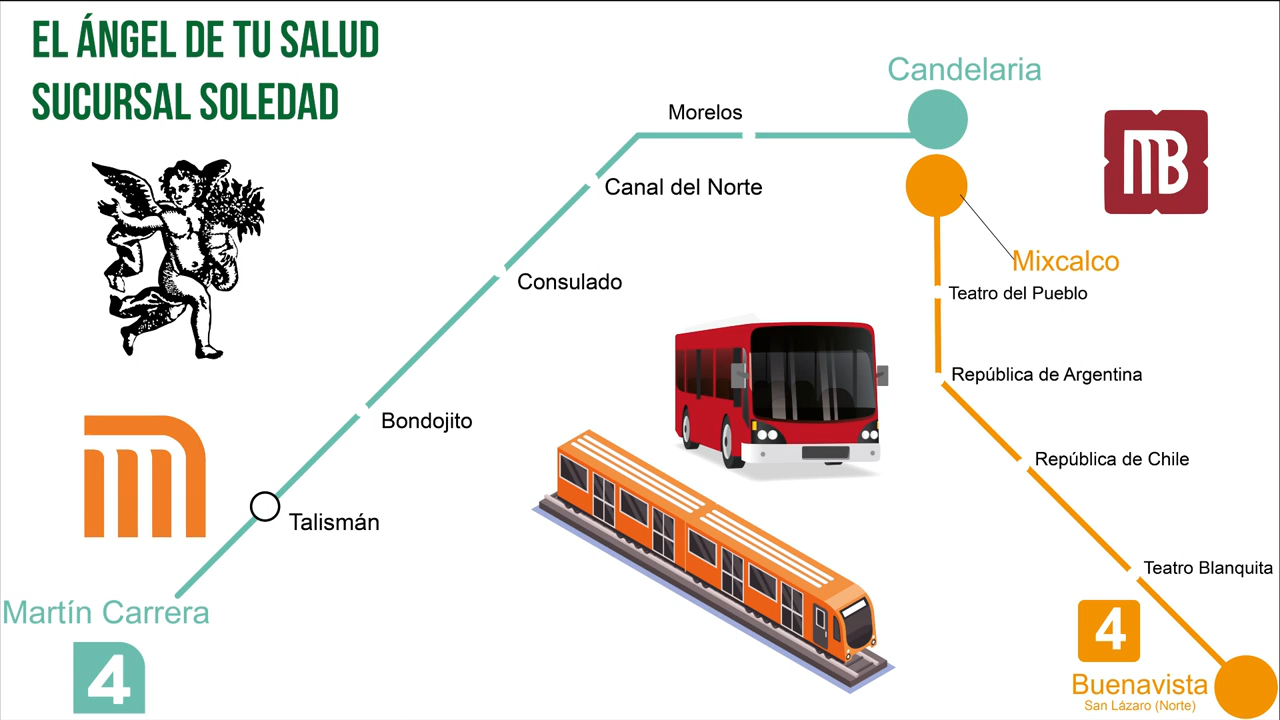 EL ÁNGEL DE TU SALUD
SUCURSAL SOLEDAD
Candelaria
Morelos
MB
Canal del Norte
Mixcalco
Consulado
Teatro del Pueblo
República de Argentina
Bondojito
República de Chile
Talismán
Teatro Blanquita
Martín Carrera
4
4
Buenavista
San Lázaro (Norte)